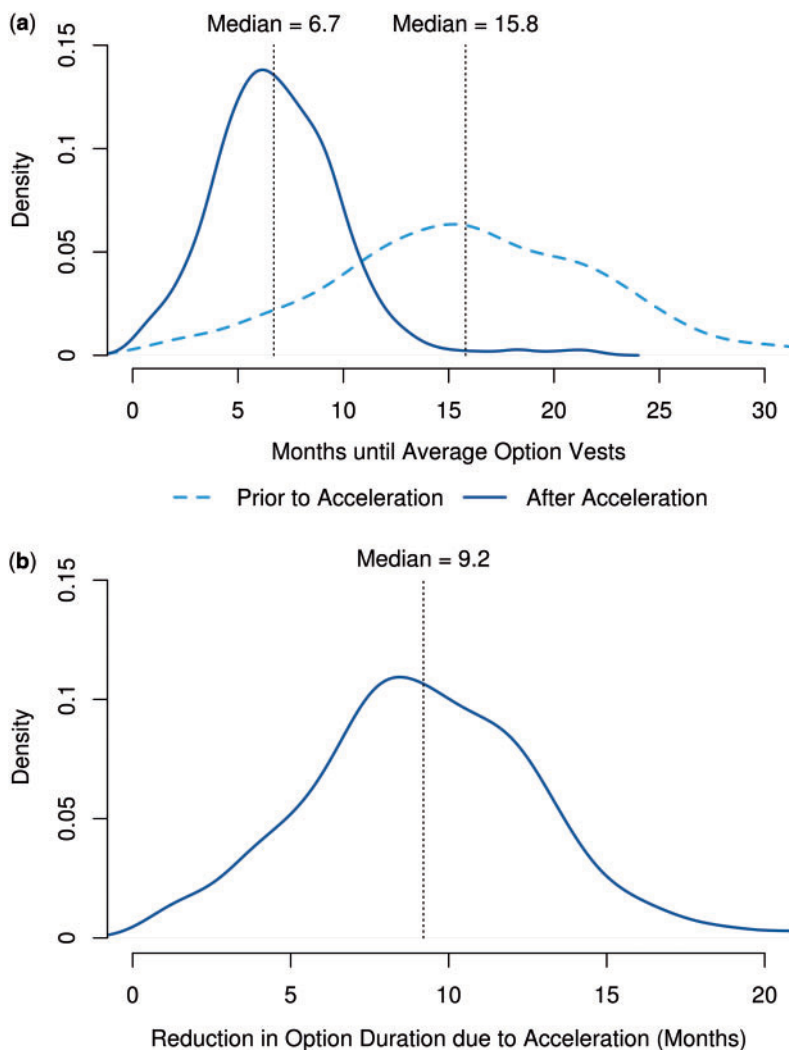 (a)
Median = 6.7 Median = 15.8
0.15
0.1
0.05
0
Density
0 5 10 15 20 25 30
Months until Average Option Vests
Prior to Acceleration After Acceleration
(b)
Median = 9.2
0.15
0.1
0.05
0
Density
0 5 10 15 20
Reduction in Option Duration due to Acceleration (Months)